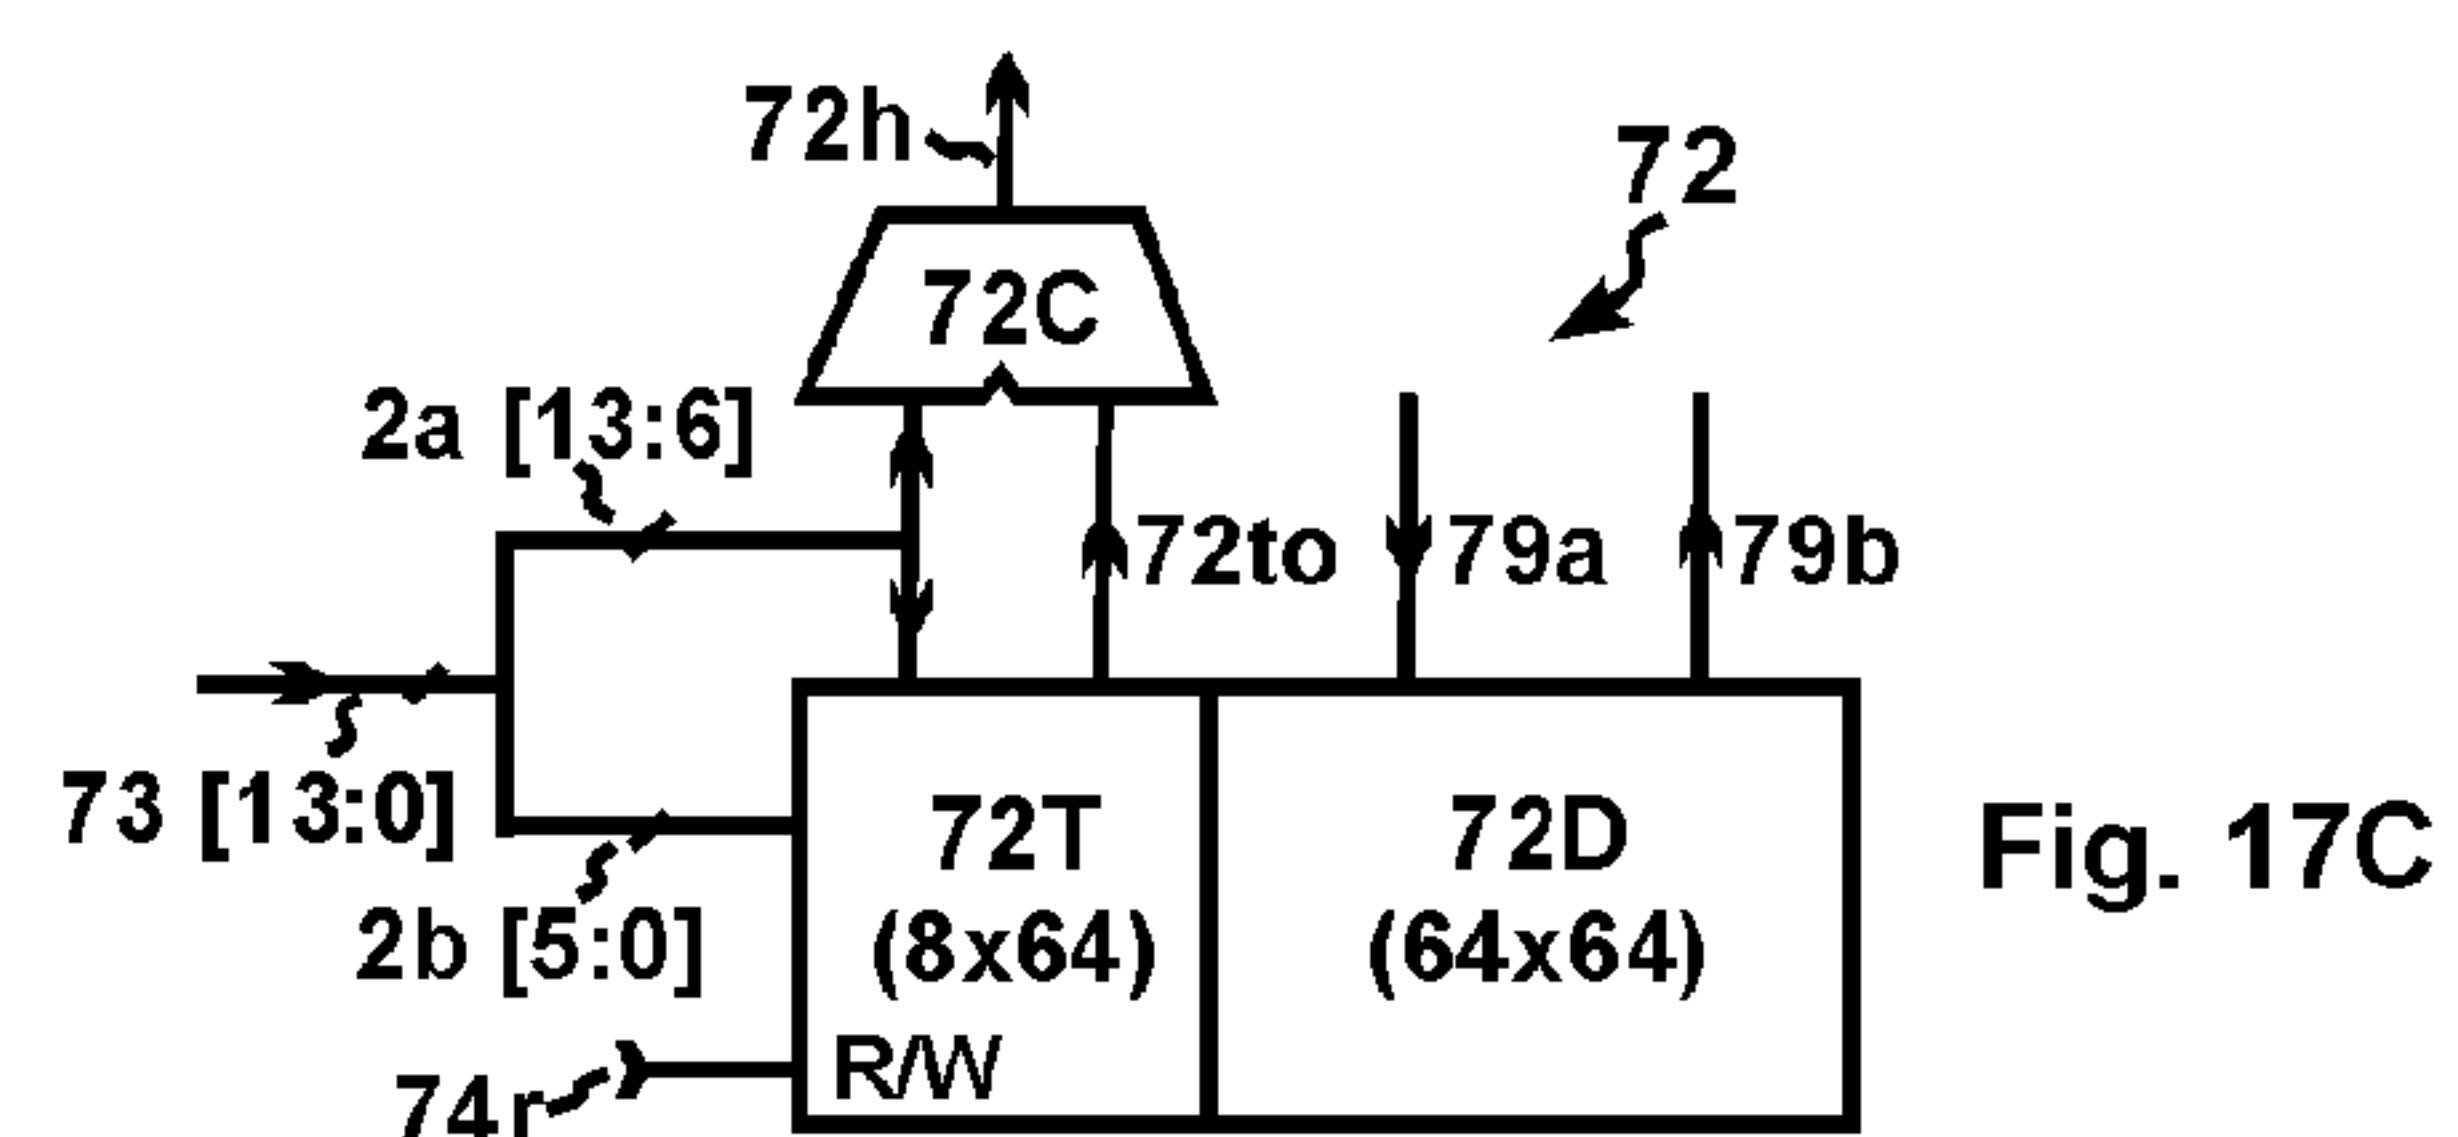 72h
72
72C
2a [13:6]
72to
79a
79b
73 [13:0]
72T
(8x64)
72D
(64x64)
Fig. 17C
2b [5:0]
R/W
74r